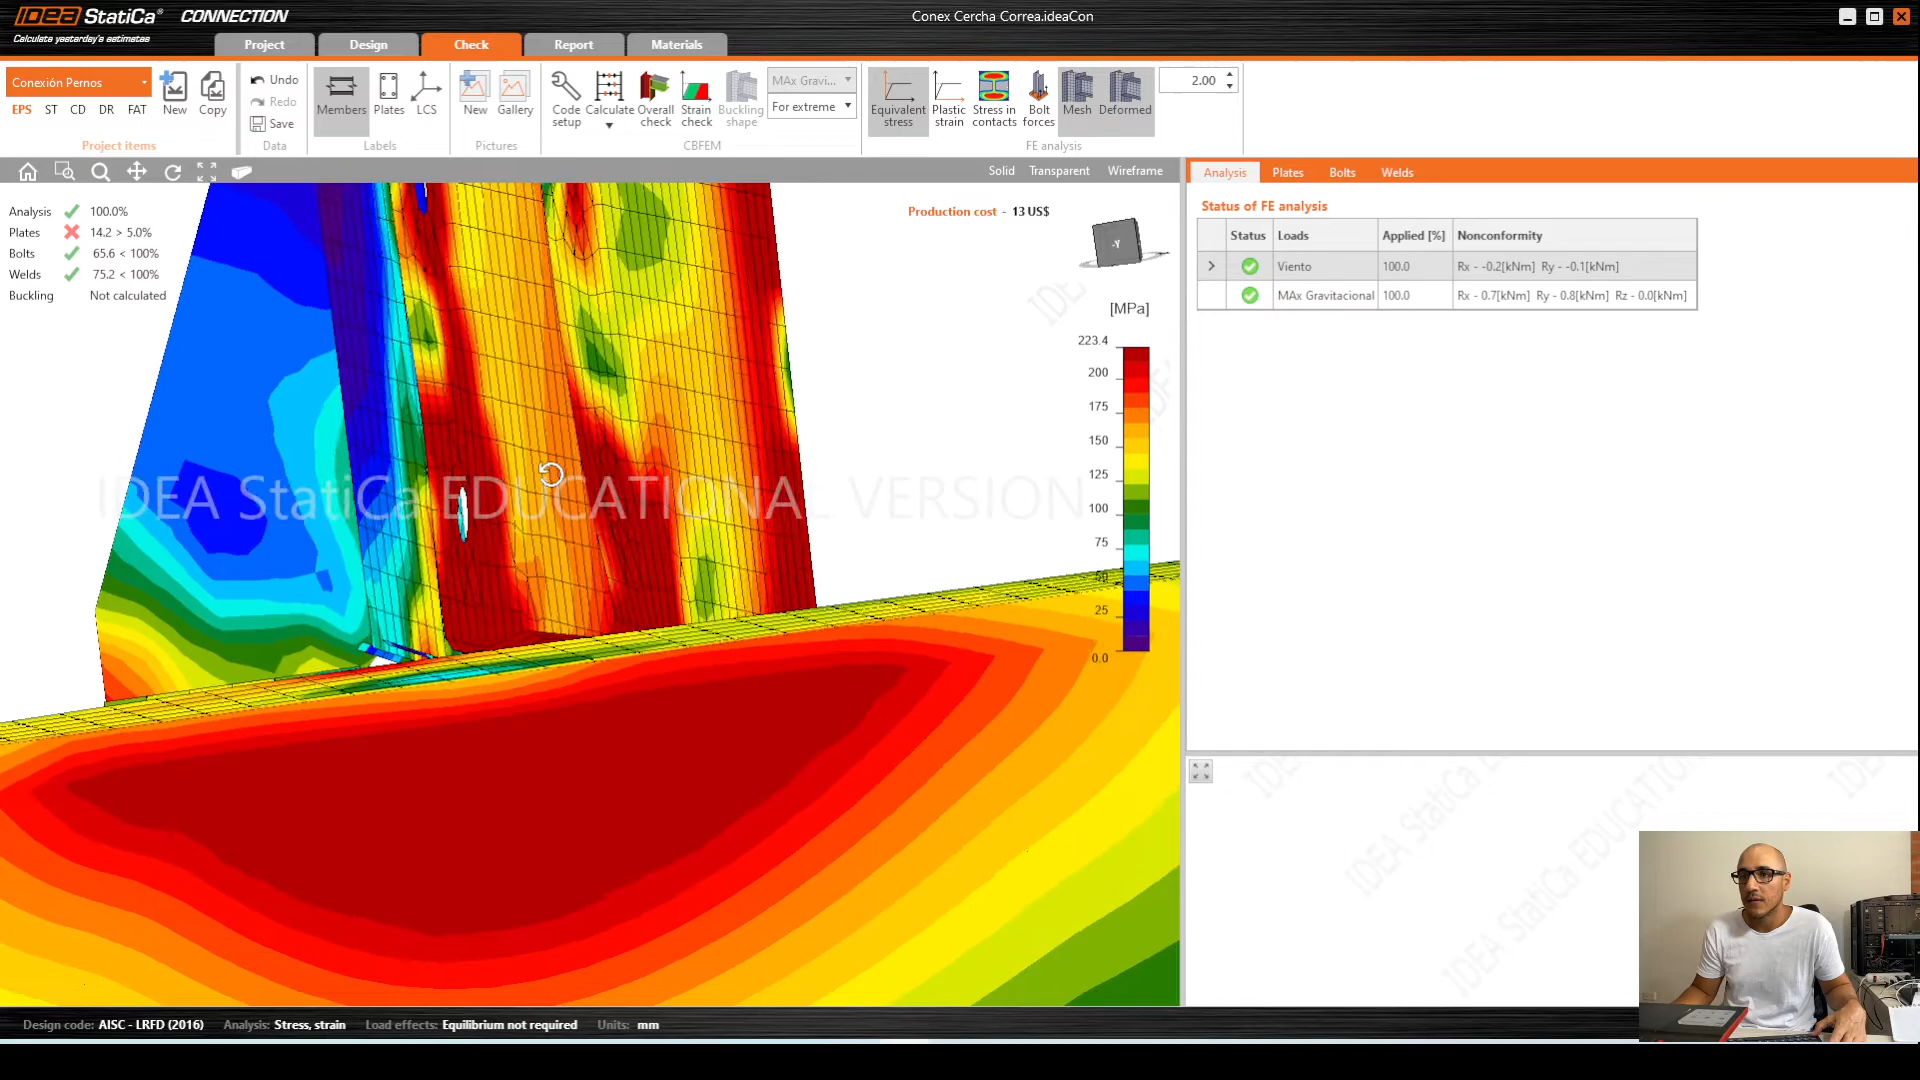 IDEA StatiCa® CONNECTION
Calculate yesterday's estimates
Conex Cercha Correa.ideaCon
Project
Design
Check
Report
Materials
Conexión Pernos
EPS ST CD DR FAT
New
Copy
Project items
Undo
Redo
Save
Data
Members
Plates
LCS
Labels
New
Gallery
Pictures
Code setup
Calculate
Overall check
Strain check
Buckling shape
MAx Gravi...
For extreme
CBFEM
Equivalent stress
Plastic strain
Stress in contacts
Bolt forces
Mesh
Deformed
2.00
FE analysis
Solid
Transparent
Wireframe
Analysis 100.0%
Plates 14.2 > 5.0%
Bolts 65.6 < 100%
Welds 75.2 < 100%
Buckling Not calculated
Production cost - 13 US$
-Y
[MPa]
223.4
200
175
150
125
100
75
50
25
0.0
IDEA StatiCa EDUCATIONAL VERSION
Analysis
Plates
Bolts
Welds
Status of FE analysis
Status Loads Applied [%] Nonconformity
Viento 100.0 Rx - -0.2[kNm] Ry - -0.1[kNm]
MAx Gravitacional 100.0 Rx - 0.7[kNm] Ry - 0.8[kNm] Rz - 0.0[kNm]
IDEA StatiCa EDUCATIONAL
Design code: AISC - LRFD (2016) Analysis: Stress, strain Load effects: Equilibrium not required Units: mm